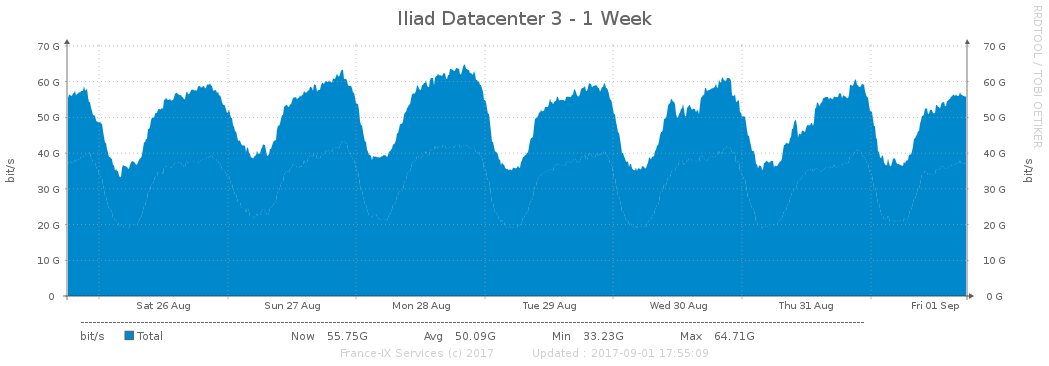 Iliad Datacenter 3 - 1 Week
RRDTOOL / TOBI OETIKER
70 G 70 G
60 G 60 G
50 G 50 G
40 G 40 G
30 G 30 G
20 G 20 G
10 G 10 G
0 0 G
bit/s bit/s
Sat 26 Aug Sun 27 Aug Mon 28 Aug Tue 29 Aug Wed 30 Aug Thu 31 Aug Fri 01 Sep
bit/s Total Now 55.75G Avg 50.09G Min 33.23G Max 64.71G
France-IX Services (c) 2017 Updated : 2017-09-01 17:55:09